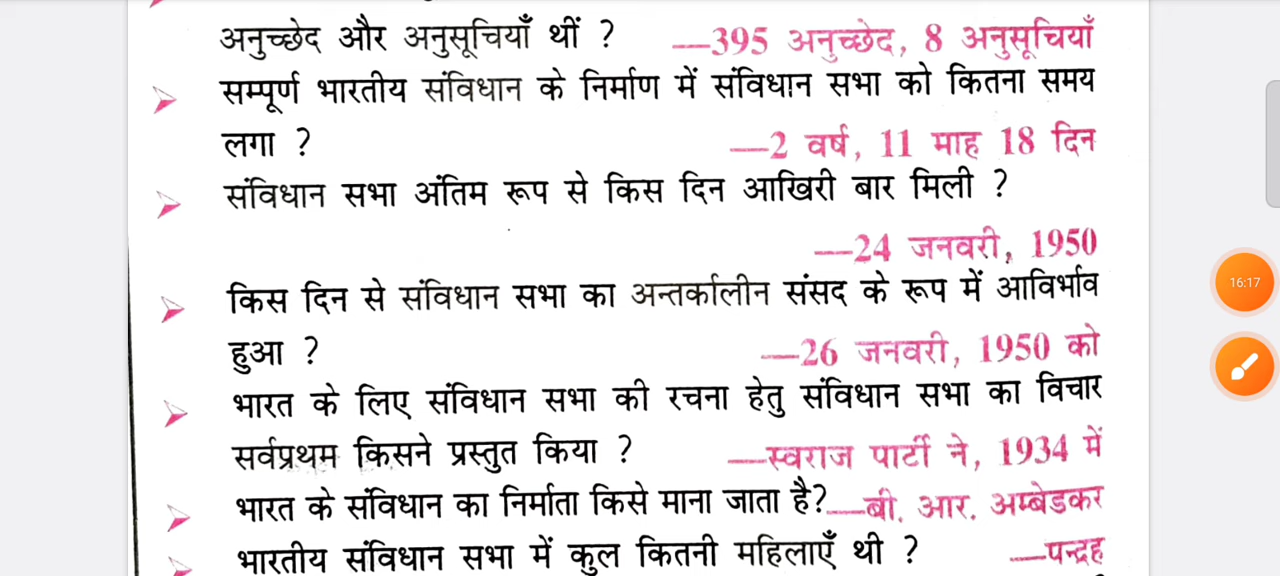 अनुच्छेद और अनुसूचियाँ थीं ? —395 अनुच्छेद, 8 अनुसूचियाँ
सम्पूर्ण भारतीय संविधान के निर्माण में संविधान सभा को कितना समय
लगा ? —2 वर्ष, 11 माह 18 दिन
संविधान सभा अंतिम रूप से किस दिन आखिरी बार मिली ?
—24 जनवरी, 1950
किस दिन से संविधान सभा का अन्तर्कालीन संसद के रूप में आविर्भाव
हुआ ? —26 जनवरी, 1950 को
भारत के लिए संविधान सभा की रचना हेतु संविधान सभा का विचार
सर्वप्रथम किसने प्रस्तुत किया ? —स्वराज पार्टी ने, 1934 में
भारत के संविधान का निर्माता किसे माना जाता है? —बी. आर. अम्बेडकर
भारतीय संविधान सभा में कुल कितनी महिलाएँ थी ? —पन्द्रह
16:17